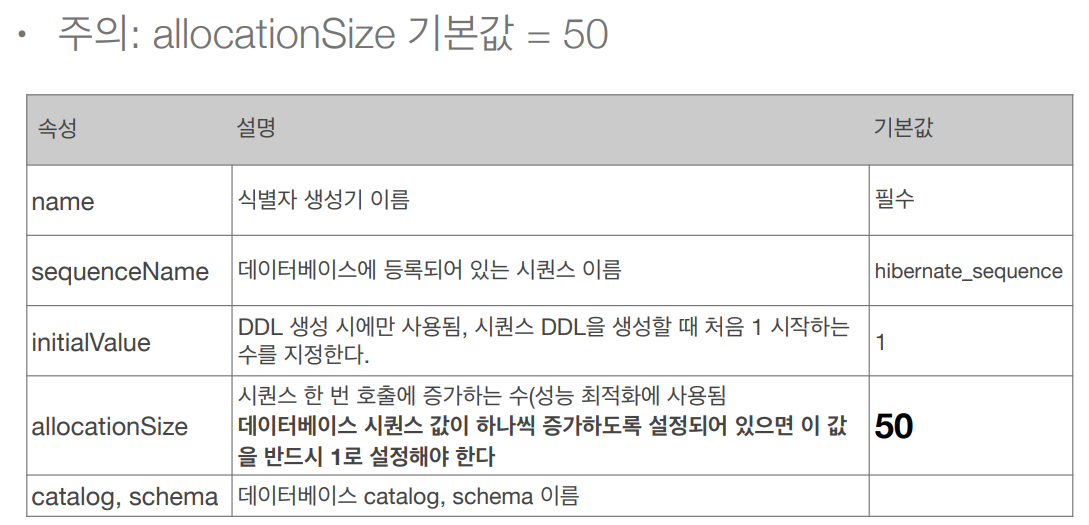 • 주의: allocationSize 기본값 = 50
속성 설명 기본값
name 식별자 생성기 이름 필수
sequenceName 데이터베이스에 등록되어 있는 시퀀스 이름 hibernate_sequence
initialValue DDL 생성 시에만 사용됨, 시퀀스 DDL을 생성할 때 처음 1 시작하는
수를 지정한다. 1
allocationSize 시퀀스 한 번 호출에 증가하는 수(성능 최적화에 사용됨
데이터베이스 시퀀스 값이 하나씩 증가하도록 설정되어 있으면 이 값 50
을 반드시 1로 설정해야 한다
catalog, schema 데이터베이스 catalog, schema 이름